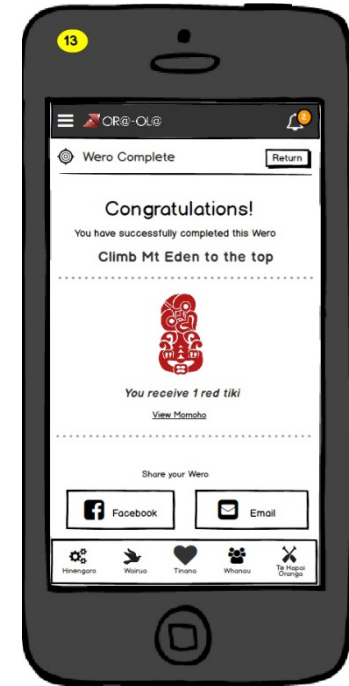 13
OR@-OL@
2
Wero Complete
Return
Congratulations!
You have successfully completed this Wero
Climb Mt Eden to the top
You receive 1 red tiki
View Momoho
Share your Wero
Facebook
Email
Hinengaro
Wairua
Tinana
Whanau
Te Hapai
Oranga